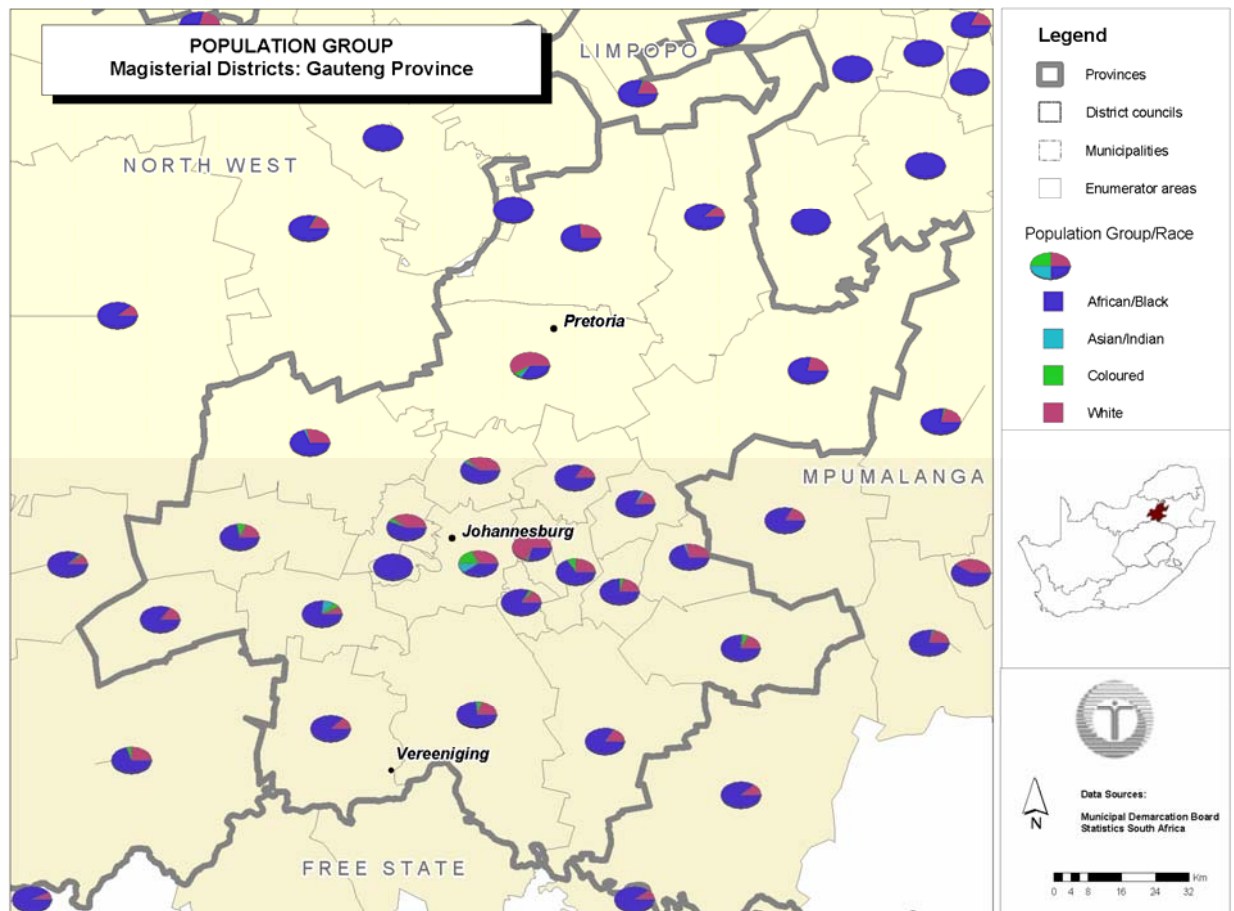 POPULATION GROUP
Magisterial Districts: Gauteng Province
LIMPOPO
NORTH WEST
Pretoria
MPUMALANGA
Johannesburg
Vereeniging
FREE STATE
Legend
Provinces
District councils
Municipalities
Enumerator areas
Population Group/Race
African/Black
Asian/Indian
Coloured
White
N
Data Sources:
Municipal Demarcation Board
Statistics South Africa
Km
0 4 8 16 24 32